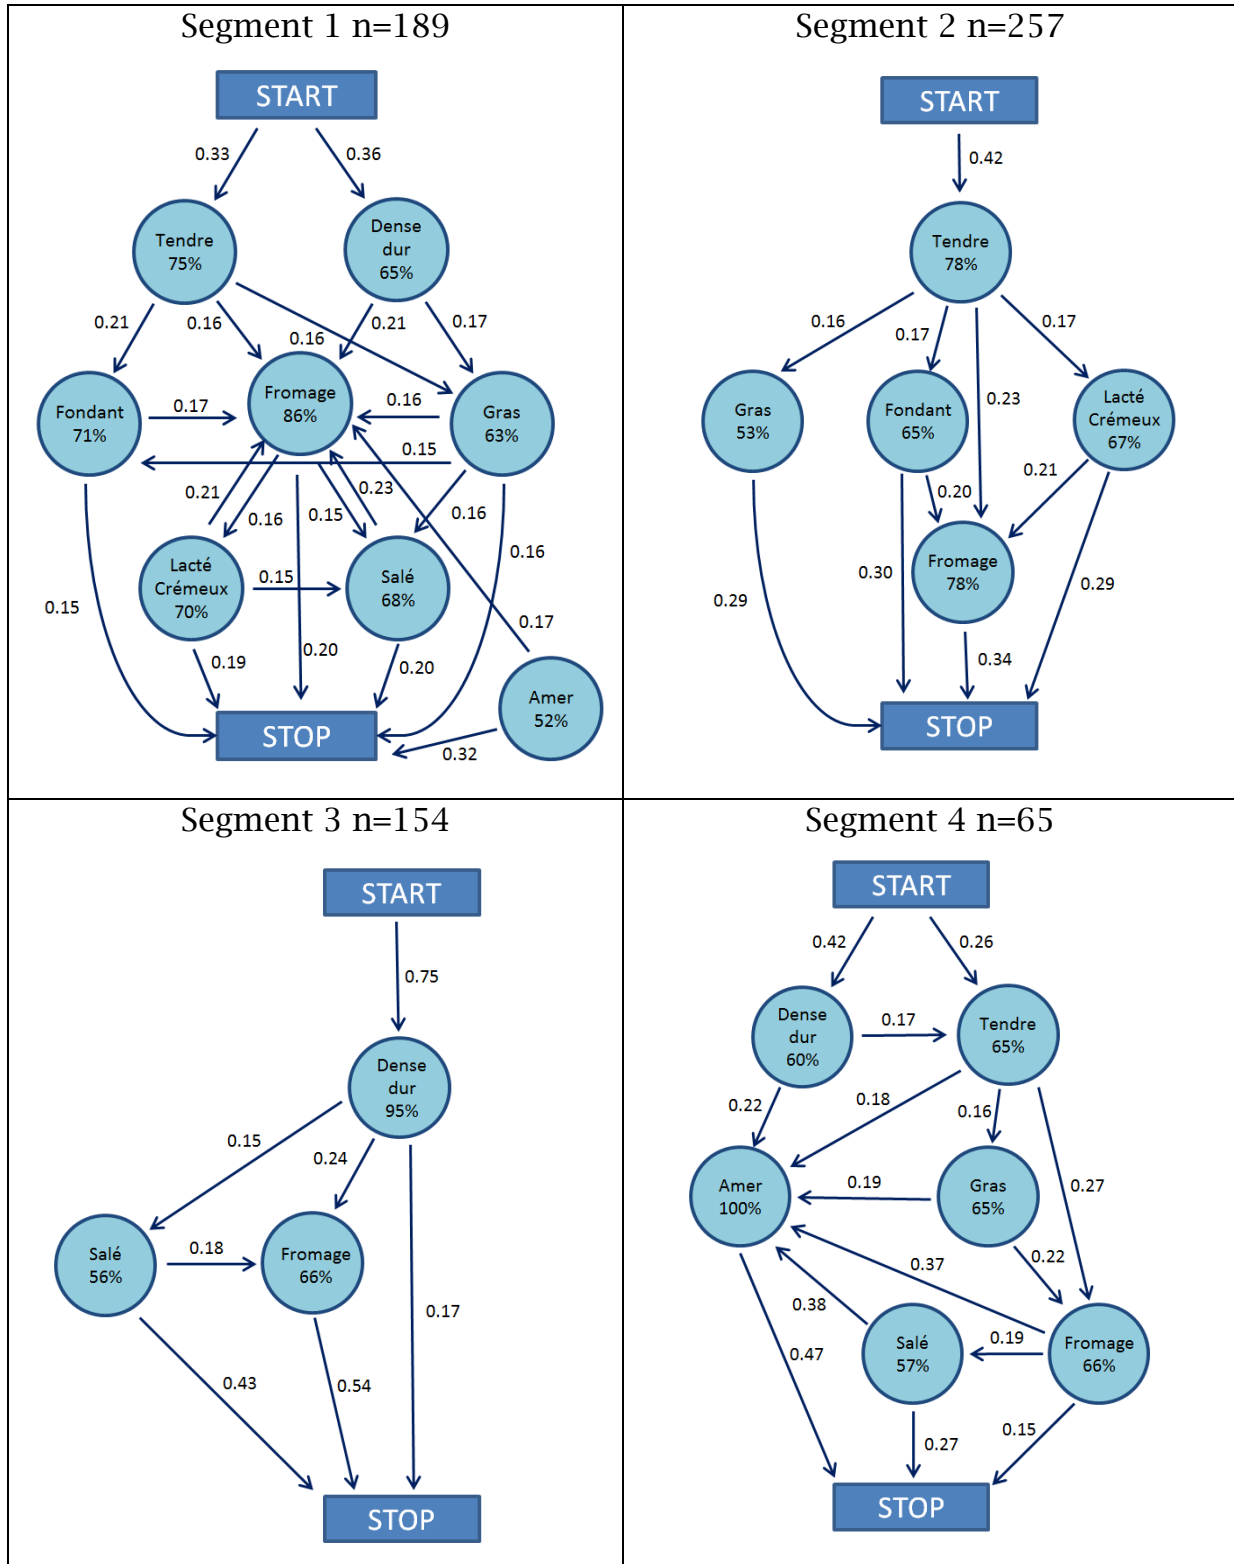 Segment 1 n=189
START
0.33
0.36
Tendre
75%
Dense
dur
65%
0.21
0.16
0.16
0.21
0.17
Fondant
71%
0.17
Fromage
86%
0.16
Gras
63%
0.15
0.21
0.16
0.15
0.23
0.16
0.16
Lacté
Crémeux
70%
0.15
Salé
68%
0.15
0.19
0.20
0.20
0.17
Amer
52%
STOP
0.32
Segment 2 n=257
START
0.42
Tendre
78%
0.16
0.17
0.23
0.17
Gras
53%
Fondant
65%
Lacté
Crémeux
67%
0.20
0.21
Fromage
78%
0.29
0.30
0.34
0.29
STOP
Segment 3 n=154
START
0.75
Dense
dur
95%
0.15
0.24
0.17
Salé
56%
0.18
Fromage
66%
0.43
0.54
STOP
Segment 4 n=65
START
0.42
0.26
Dense
dur
60%
0.17
Tendre
65%
0.22
0.18
0.16
0.27
Amer
100%
0.19
Gras
65%
0.22
0.37
0.38
0.47
Salé
57%
0.19
Fromage
66%
0.27
0.15
STOP